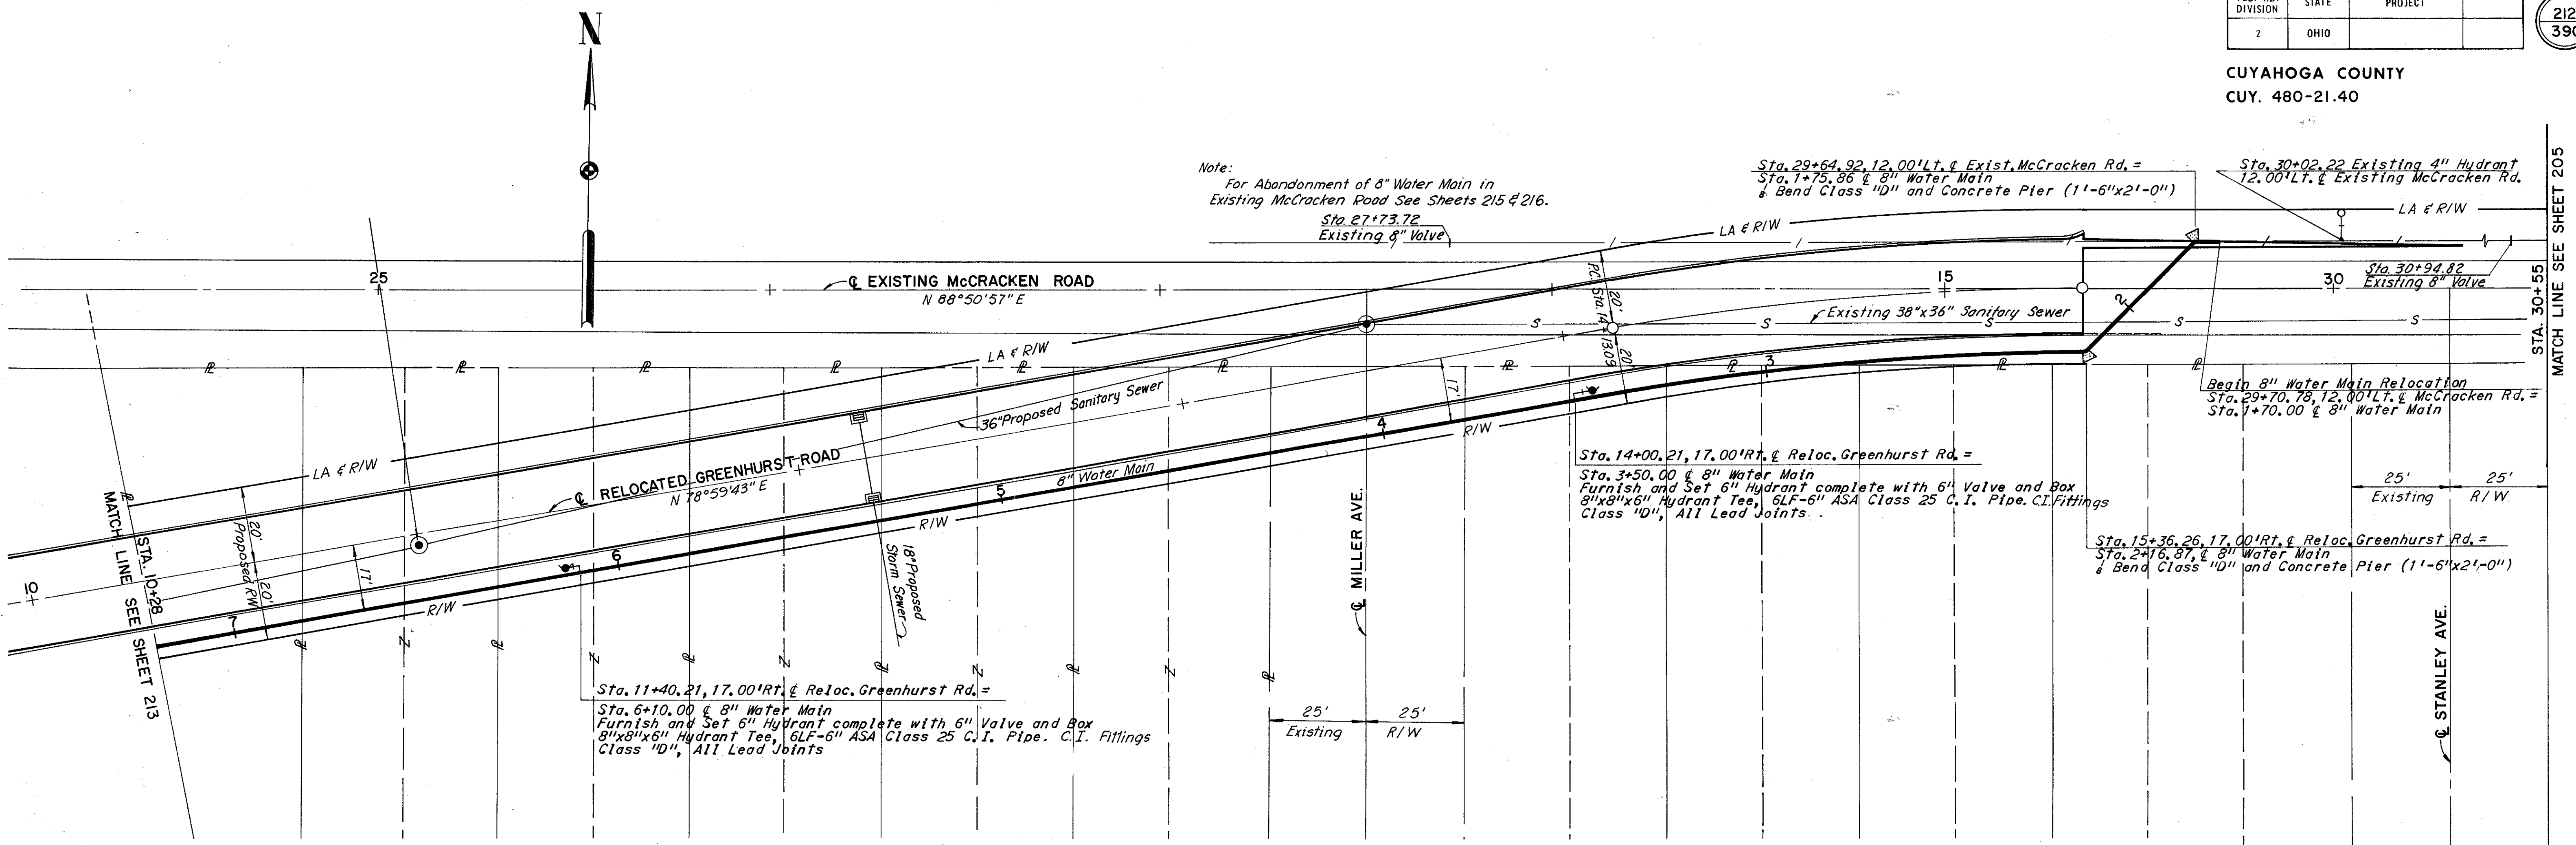 DIVISION
STATE
PROJECT
2
OHIO
212
390
CUYAHOGA COUNTY
CUY. 480-21.40
N
Note:
For Abandonment of 8" Water Main in
Existing McCracken Road See Sheets 215 & 216.
Sta. 27+73.72
Existing 8" Valve
Sta. 29+64.92, 12.00'Lt. ℄ Exist. McCracken Rd. =
Sta. 1+75.86 ℄ 8" Water Main
⅛ Bend Class "D" and Concrete Pier (1'-6"x2'-0")
Sta. 30+02.22 Existing 4" Hydrant
12.00'Lt. ℄ Existing McCracken Rd.
LA & R/W
LA & R/W
STA. 30+55
MATCH LINE SEE SHEET 205
25
℄ EXISTING McCRACKEN ROAD
N 88°50'57" E
P.C. Sta. 14+13.09
20'
20'
15
30
Sta. 30+94.82
Existing 8" Valve
Existing 38"x36" Sanitary Sewer
S S S S S
2
3
LA & R/W
17'
36" Proposed Sanitary Sewer
Begin 8" Water Main Relocation
Sta. 29+70.78, 12.00'Lt. ℄ McCracken Rd. =
Sta. 1+70.00 ℄ 8" Water Main
4
R/W
LA & R/W
℄ RELOCATED GREENHURST ROAD
N 78°59'43" E
8" Water Main
5
R/W
Sta. 14+00.21, 17.00'Rt. ℄ Reloc. Greenhurst Rd. =
Sta. 3+50.00 ℄ 8" Water Main
Furnish and Set 6" Hydrant complete with 6" Valve and Box
8"x8"x6" Hydrant Tee, 6LF-6" ASA Class 25 C.I. Pipe. C.I. Fittings
Class "D", All Lead Joints.
25'
25'
Existing
R/W
MATCH LINE SEE SHEET 213
STA. 10+28
20'
20'
Proposed RW
17'
6
18" Proposed
Storm Sewer
Sta. 15+36.26, 17.00'Rt. ℄ Reloc. Greenhurst Rd. =
Sta. 2+16.87, ℄ 8" Water Main
⅛ Bend Class "D" and Concrete Pier (1'-6"x2'-0")
10
7
R/W
℄ MILLER AVE.
℄ STANLEY AVE.
Sta. 11+40.21, 17.00'Rt. ℄ Reloc. Greenhurst Rd. =
Sta. 6+10.00 ℄ 8" Water Main
Furnish and Set 6" Hydrant complete with 6" Valve and Box
8"x8"x6" Hydrant Tee, 6LF-6" ASA Class 25 C.I. Pipe. C.I. Fittings
Class "D", All Lead Joints
25'
25'
Existing
R/W